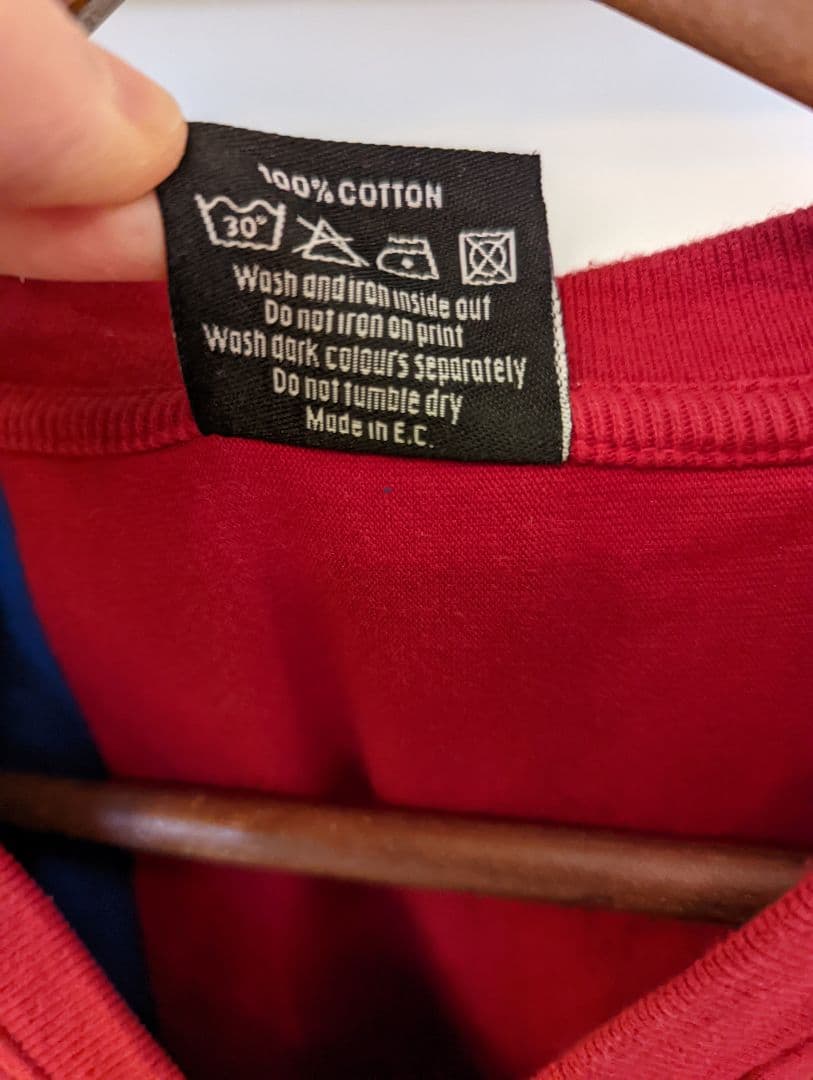 100% COTTON
30°
Wash and iron inside out
Do not iron on print
Wash dark colours separately
Do not tumble dry
Made in E.C.